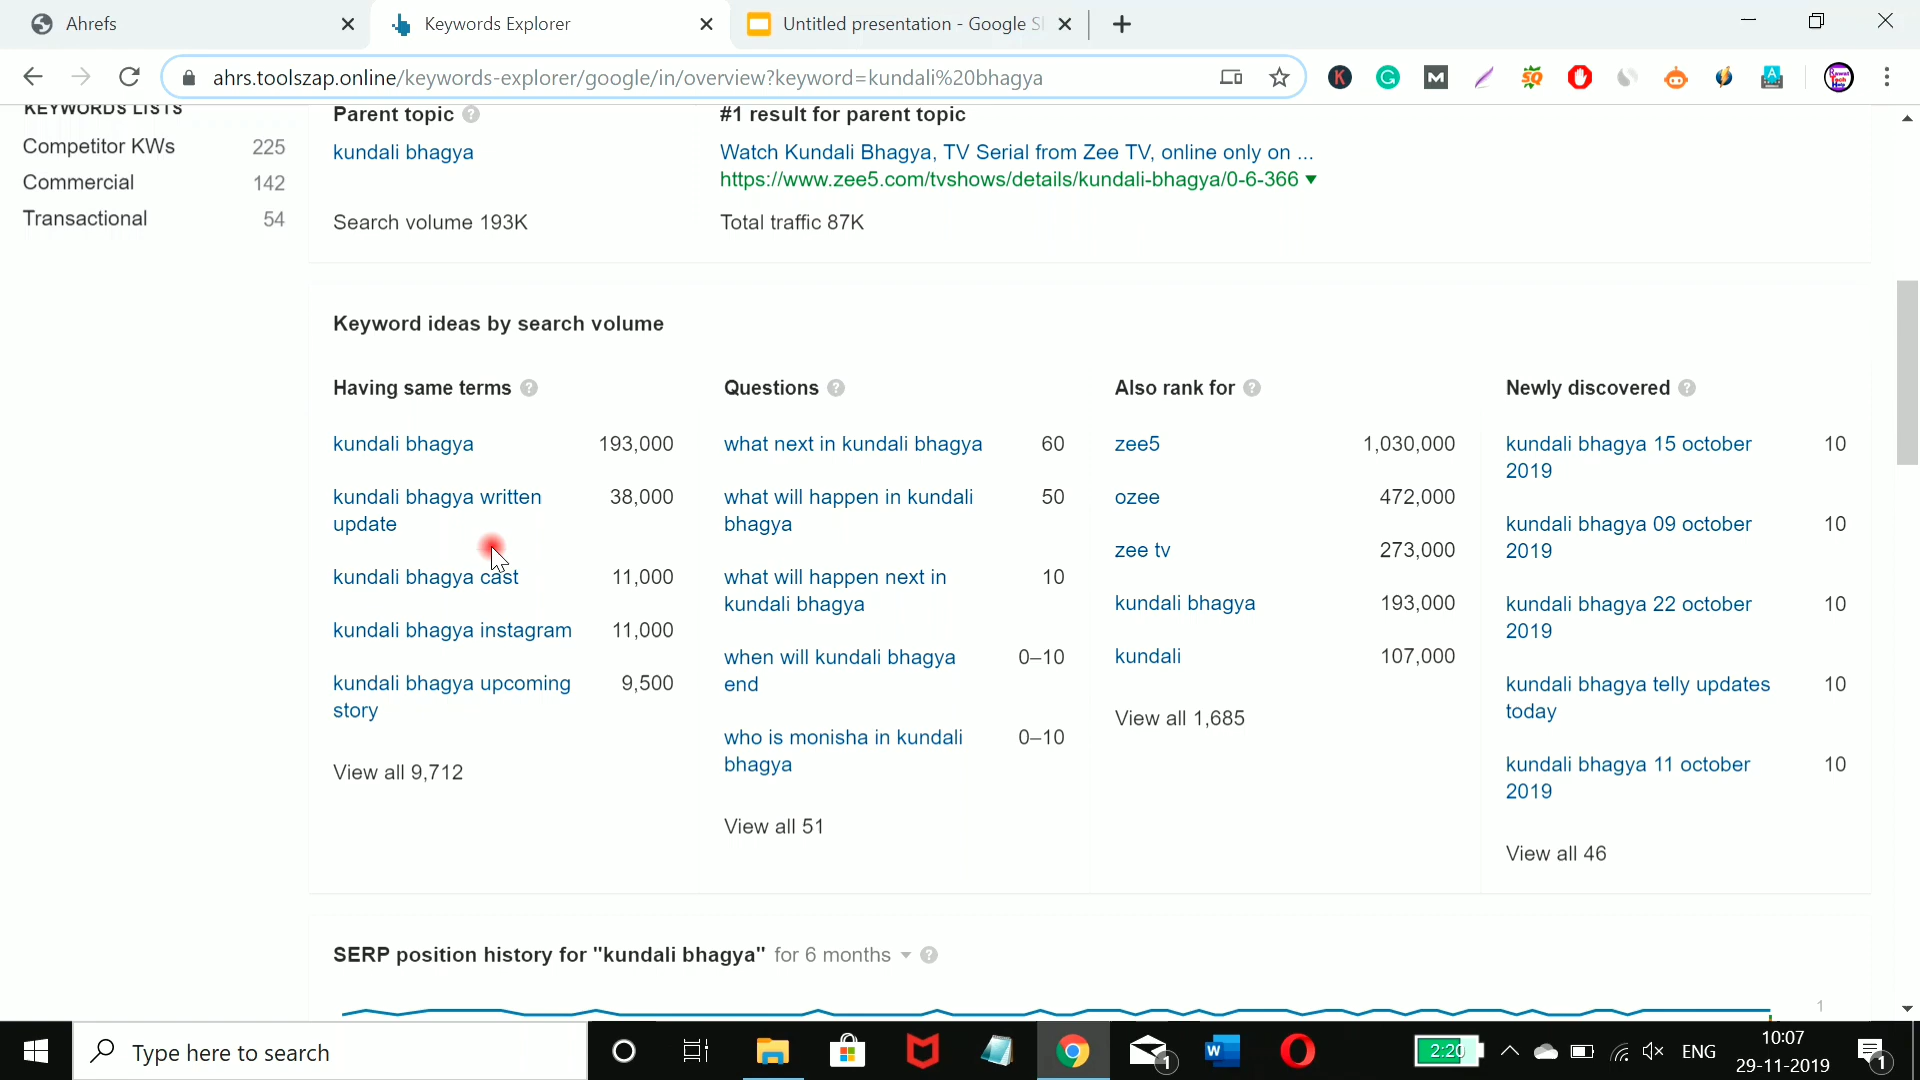 Ahrefs
Keywords Explorer
Untitled presentation - Google Sl
ahrs.toolszap.online/keywords-explorer/google/in/overview?keyword=kundali%20bhagya
KEYWORDS LISTS
Competitor KWs 225
Commercial 142
Transactional 54
Parent topic
#1 result for parent topic
kundali bhagya
Watch Kundali Bhagya, TV Serial from Zee TV, online only on ...
https://www.zee5.com/tvshows/details/kundali-bhagya/0-6-366
Search volume 193K
Total traffic 87K
Keyword ideas by search volume
Having same terms
kundali bhagya 193,000
kundali bhagya written 38,000
update
kundali bhagya cast 11,000
kundali bhagya instagram 11,000
kundali bhagya upcoming 9,500
story
View all 9,712
Questions
what next in kundali bhagya 60
what will happen in kundali 50
bhagya
what will happen next in 10
kundali bhagya
when will kundali bhagya 0–10
end
who is monisha in kundali 0–10
bhagya
View all 51
Also rank for
zee5 1,030,000
ozee 472,000
zee tv 273,000
kundali bhagya 193,000
kundali 107,000
View all 1,685
Newly discovered
kundali bhagya 15 october 10
2019
kundali bhagya 09 october 10
2019
kundali bhagya 22 october 10
2019
kundali bhagya telly updates 10
today
kundali bhagya 11 october 10
2019
View all 46
SERP position history for "kundali bhagya" for 6 months
1
Type here to search
1
2:20
ENG
10:07
29-11-2019
1